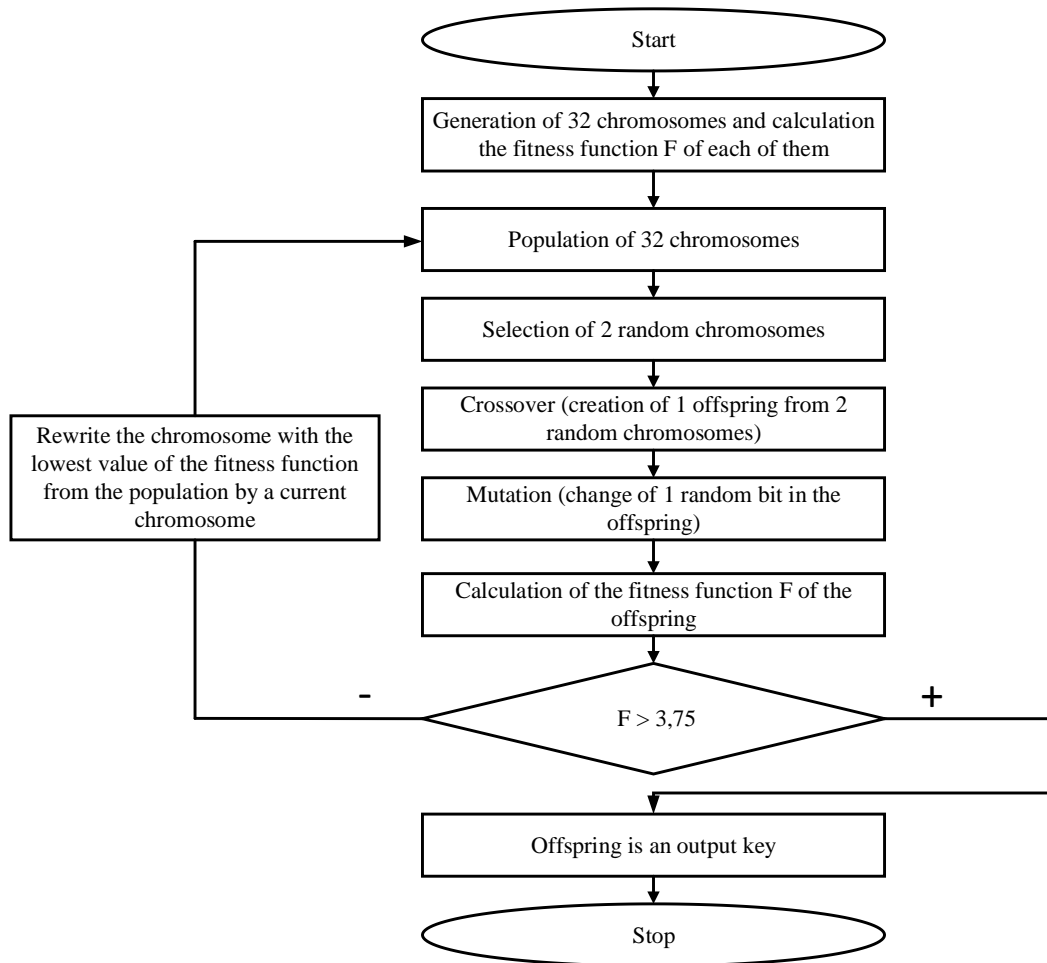 Start
Generation of 32 chromosomes and calculation
the fitness function F of each of them
Population of 32 chromosomes
Selection of 2 random chromosomes
Crossover (creation of 1 offspring from 2
random chromosomes)
Rewrite the chromosome with the
lowest value of the fitness function
from the population by a current
chromosome
Mutation (change of 1 random bit in the
offspring)
Calculation of the fitness function F of the
offspring
-
+
F > 3,75
Offspring is an output key
Stop